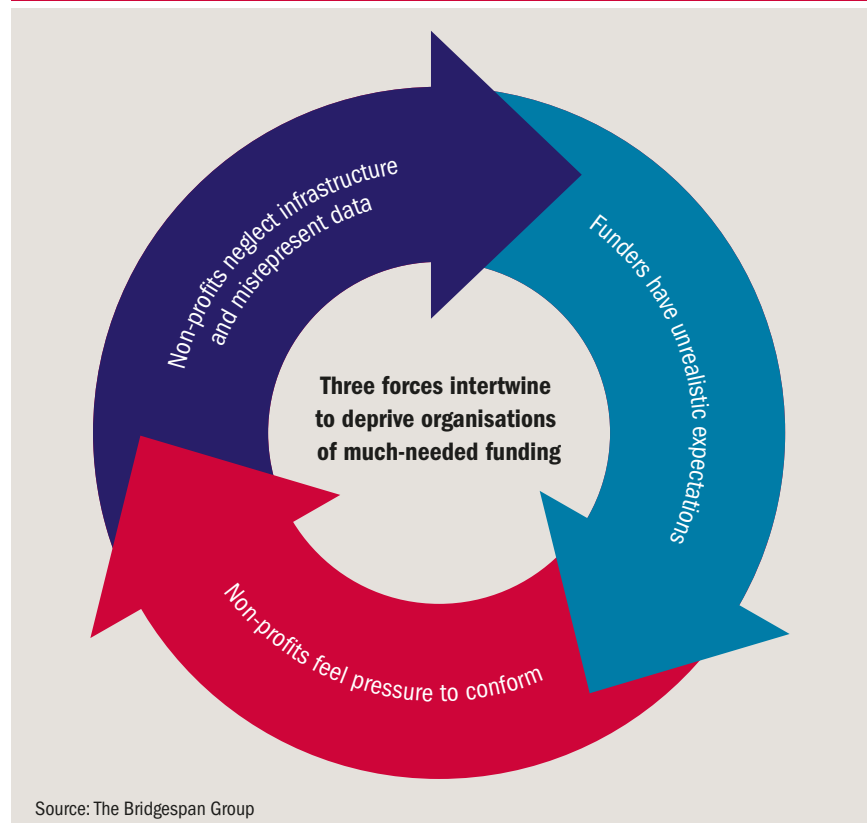 Non-profits neglect infrastructure
and misrepresent data
Funders have unrealistic expectations
Three forces intertwine
to deprive organisations
of much-needed funding
Non-profits feel pressure to conform
Source: The Bridgespan Group